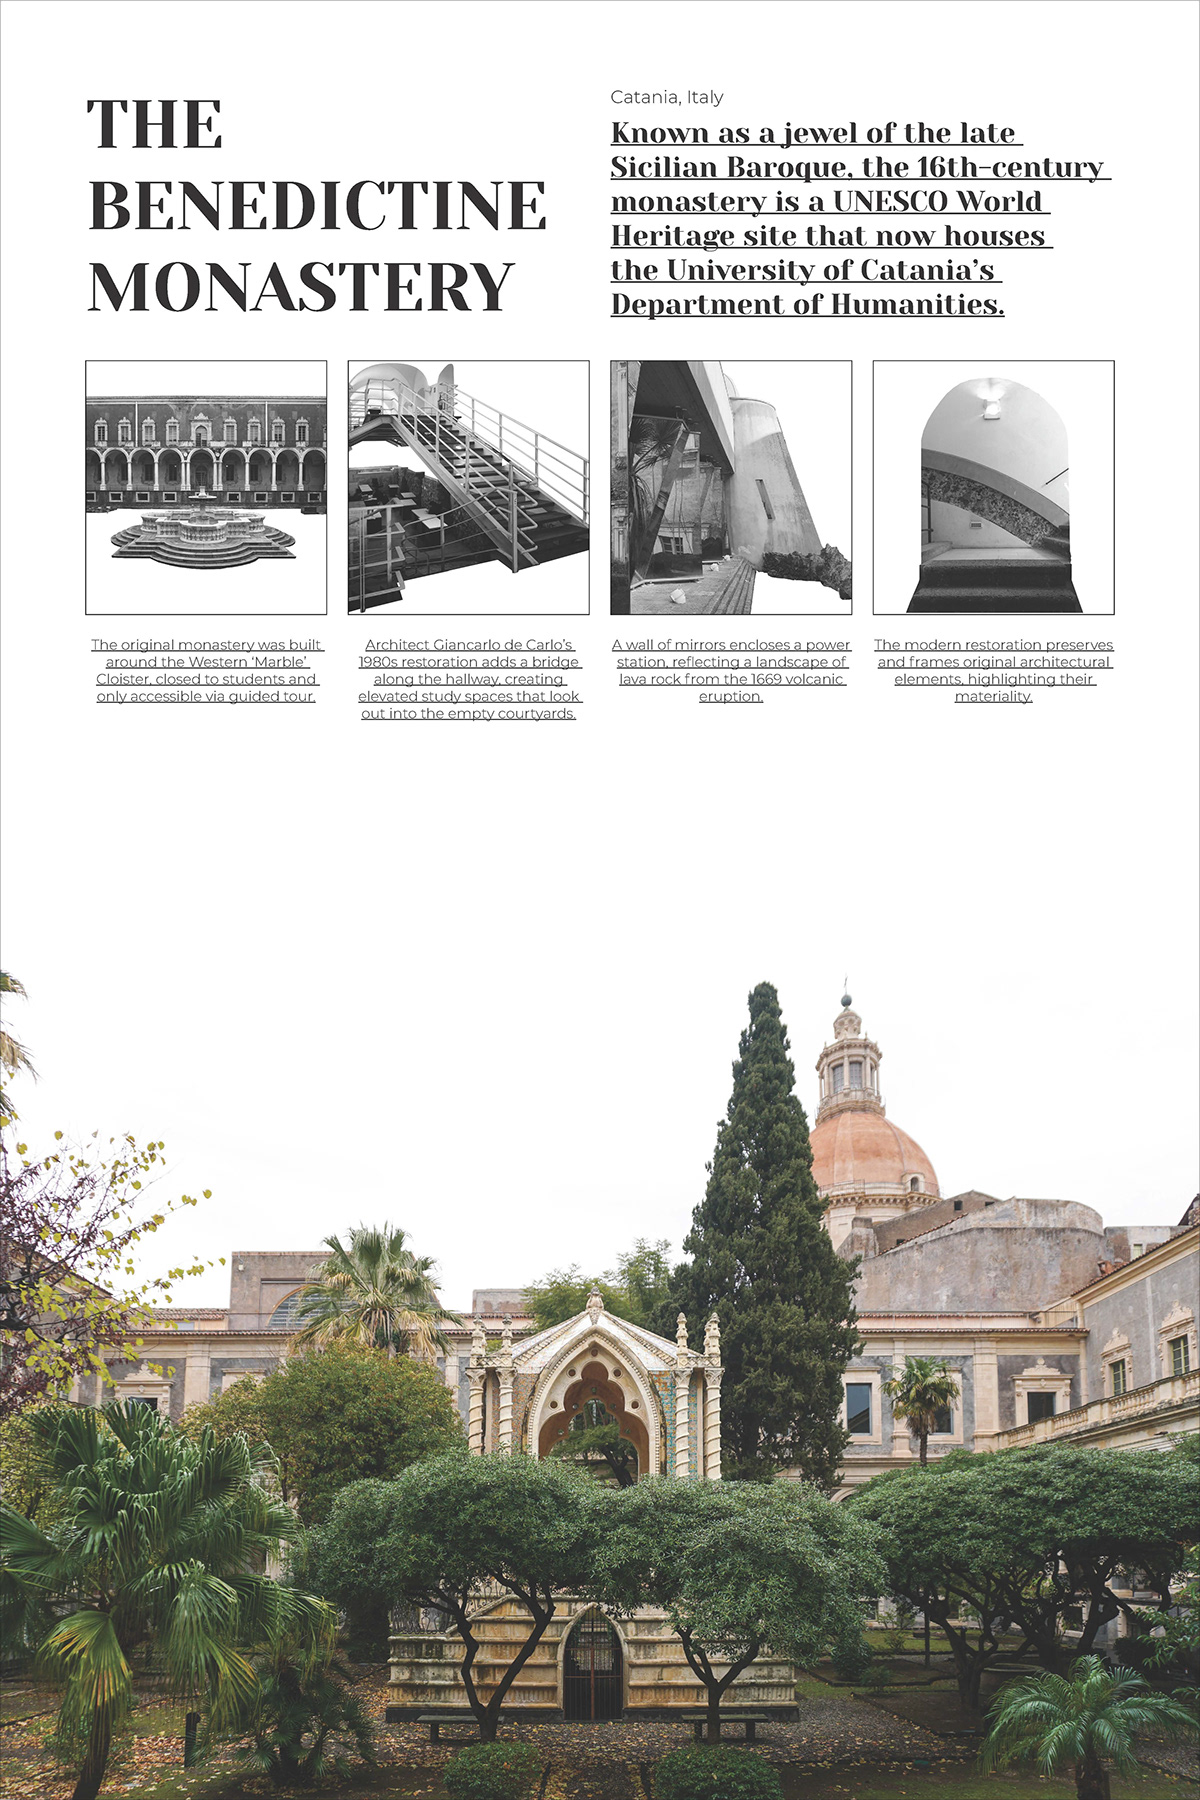 THE
BENEDICTINE
MONASTERY
Catania, Italy
Known as a jewel of the late
Sicilian Baroque, the 16th-century
monastery is a UNESCO World
Heritage site that now houses
the University of Catania’s
Department of Humanities.
The original monastery was built
around the Western ‘Marble’
Cloister, closed to students and
only accessible via guided tour.
Architect Giancarlo de Carlo’s
1980s restoration adds a bridge
along the hallway, creating
elevated study spaces that look
out into the empty courtyards.
A wall of mirrors encloses a power
station, reflecting a landscape of
lava rock from the 1669 volcanic
eruption.
The modern restoration preserves
and frames original architectural
elements, highlighting their
materiality.